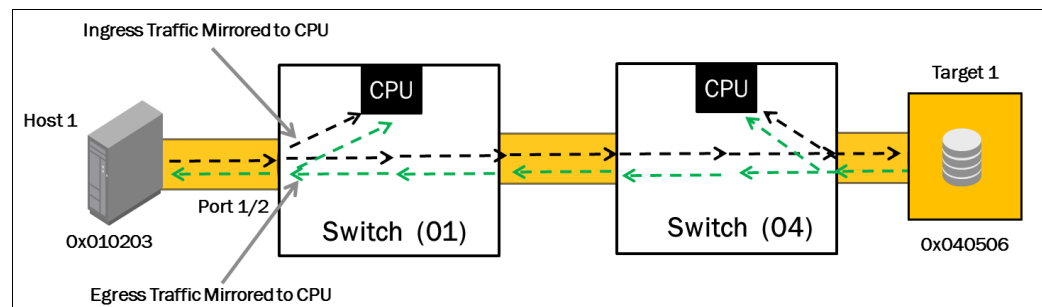 Ingress Traffic Mirrored to CPU
Host 1
CPU
CPU
Target 1
Port 1/2
Switch (01)
Switch (04)
0x010203
0x040506
Egress Traffic Mirrored to CPU